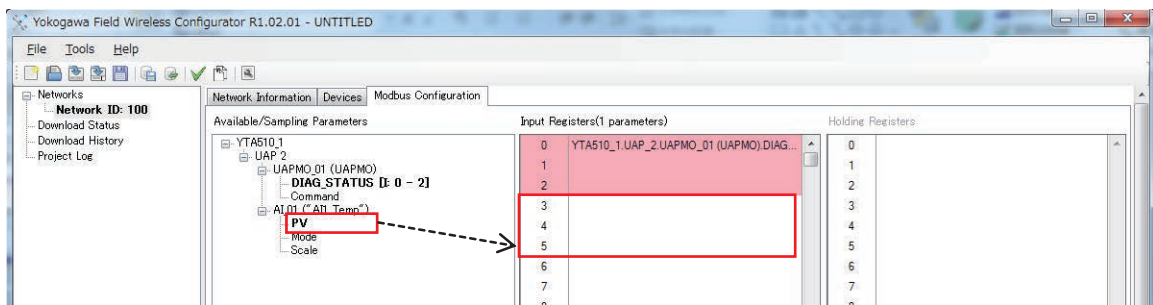 Yokogawa Field Wireless Configurator R1.02.01 - UNTITLED
File Tools Help
Networks
Network ID: 100
Download Status
Download History
Project Log
Network Information Devices Modbus Configuration
Available/Sampling Parameters
YTA510_1
UAP 2
UAPMO_01 (UAPMO)
DIAG_STATUS [I: 0 - 2]
Command
AI_01 ("AI1 Temp")
PV
Mode
Scale
Input Registers(1 parameters)
0 YTA510_1.UAP_2.UAPMO_01 (UAPMO).DIAG...
1
2
3
4
5
6
7
Holding Registers
0
1
2
3
4
5
6
7